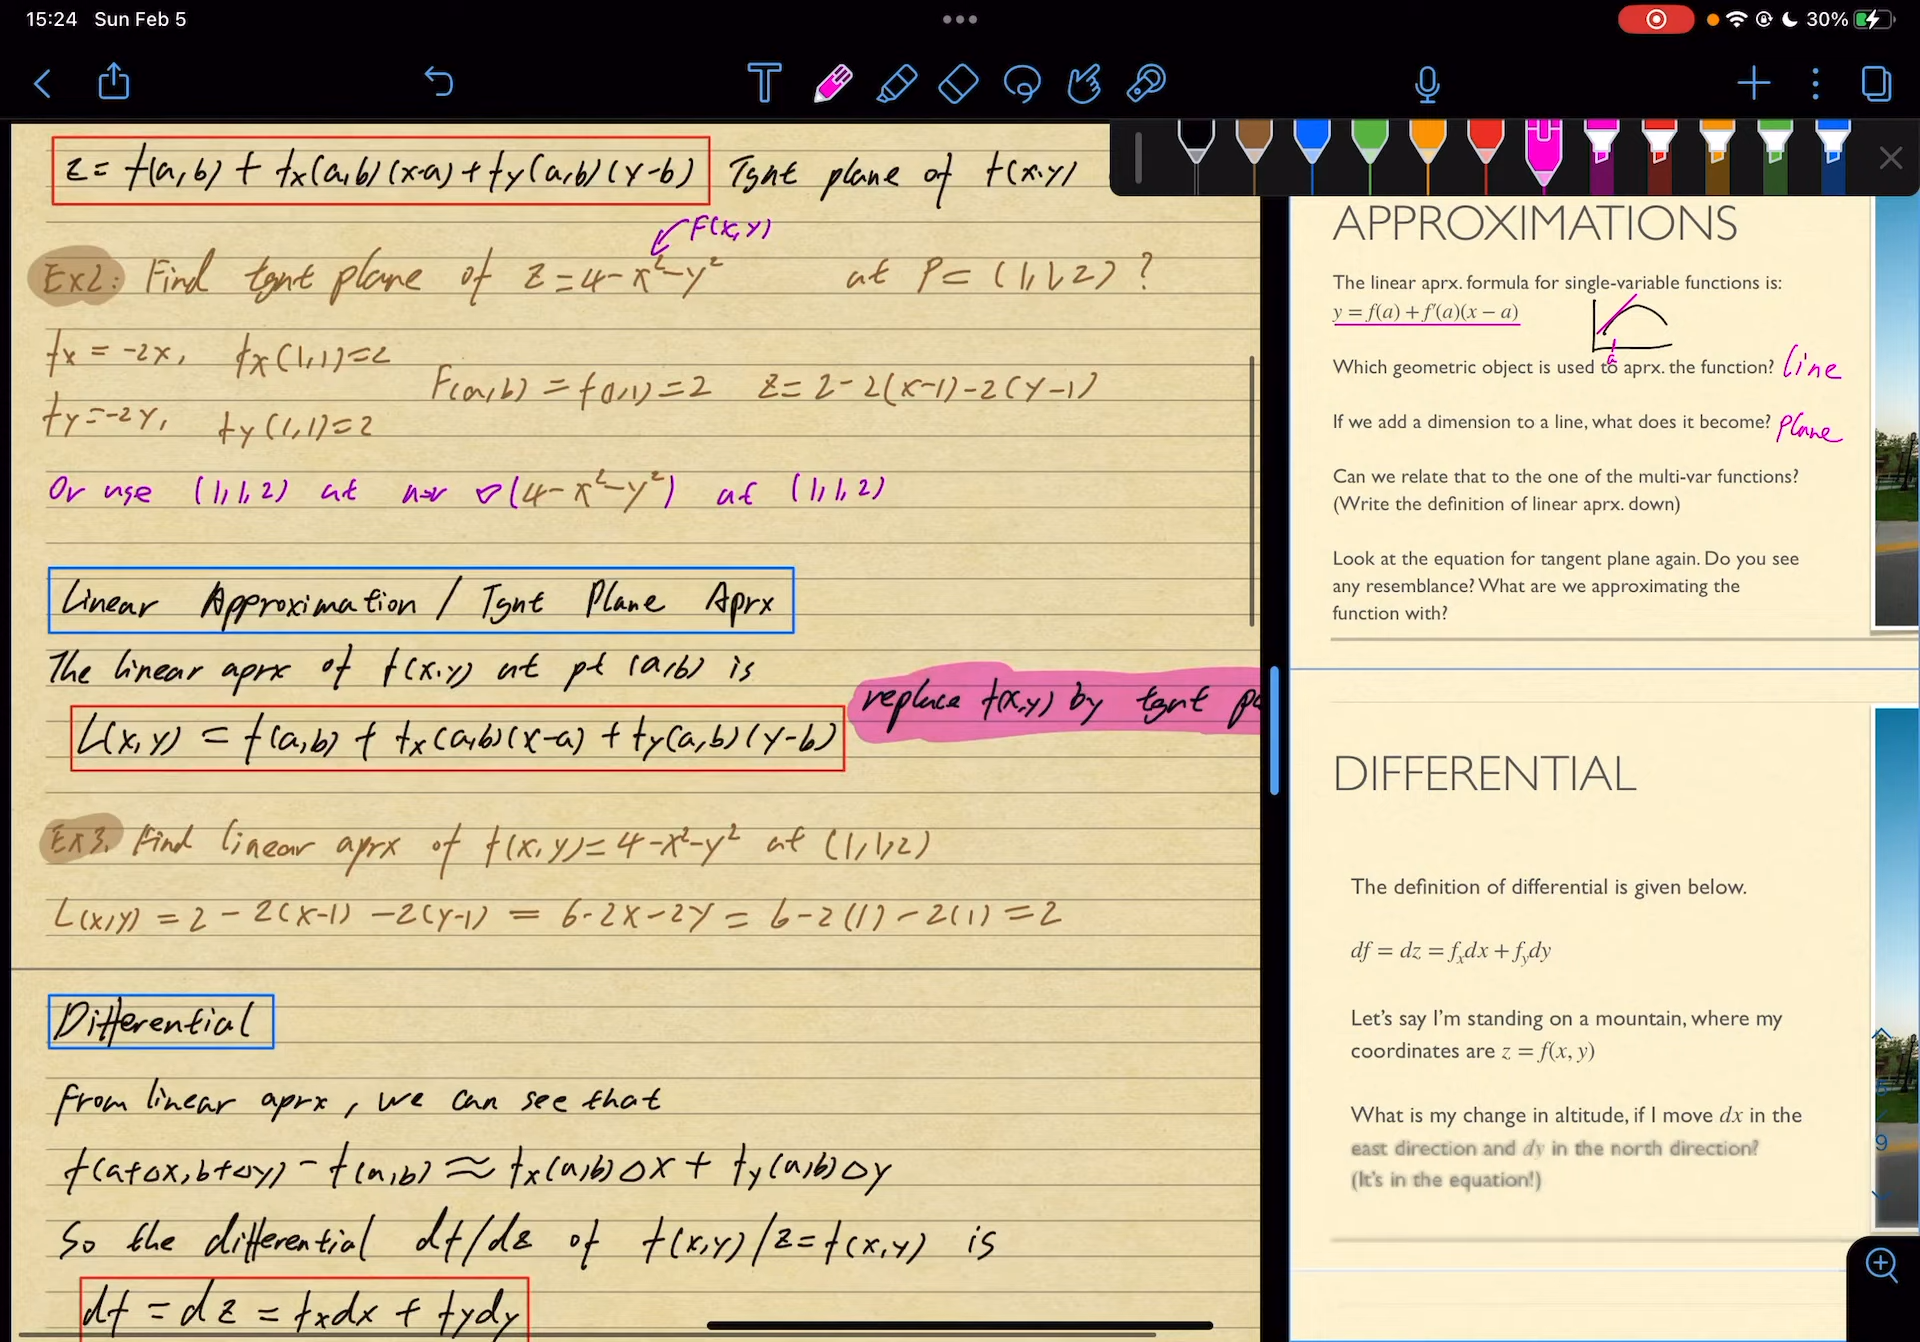 15:24 Sun Feb 5
30%
z = f(a,b) + fx(a,b)(x-a) + fy(a,b)(y-b) Tgnt plane of f(x,y)
F(x,y)
Ex2: Find tgnt plane of z=4-x²-y² at P=(1,1,2)?
fx = -2x, fx(1,1)=2
F(a,b) = f(1,1)=2 z=2-2(x-1)-2(y-1)
fy=-2y, fy(1,1)=2
Or use (1,1,2) at nor ▽(4-x²-y²) at (1,1,2)
Linear Approximation / Tgnt Plane Aprx
The linear aprx of f(x,y) at pt (a,b) is
replace f(x,y) by tgnt
L(x,y) = f(a,b) + fx(a,b)(x-a) + fy(a,b)(y-b)
Ex3. Find linear aprx of f(x,y)=4-x²-y² at (1,1,2)
L(x,y) = 2-2(x-1)-2(y-1) = 6-2x-2y = 6-2(1)-2(1)=2
Differential
From linear aprx, we can see that
f(a+△x,b+△y)-f(a,b) ≈ fx(a,b)△x + fy(a,b)△y
So the differential df/dz of f(x,y)/z=f(x,y) is
df = dz = fxdx + fydy
APPROXIMATIONS
The linear aprx. formula for single-variable functions is:
y = f(a) + f'(a)(x − a)
a
Which geometric object is used to aprx. the function? line
If we add a dimension to a line, what does it become? plane
Can we relate that to the one of the multi-var functions?
(Write the definition of linear aprx. down)
Look at the equation for tangent plane again. Do you see
any resemblance? What are we approximating the
function with?
DIFFERENTIAL
The definition of differential is given below.
df = dz = fₓdx + f_ydy
Let's say I'm standing on a mountain, where my
coordinates are z = f(x, y)
What is my change in altitude, if I move dx in the
east direction and dy in the north direction?
(It's in the equation!)
9